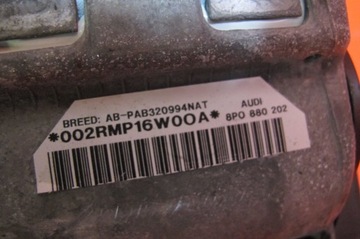 BREED: AB-PAB320994NAT AUDI
*002RMP16W00A* 8P0 880 202